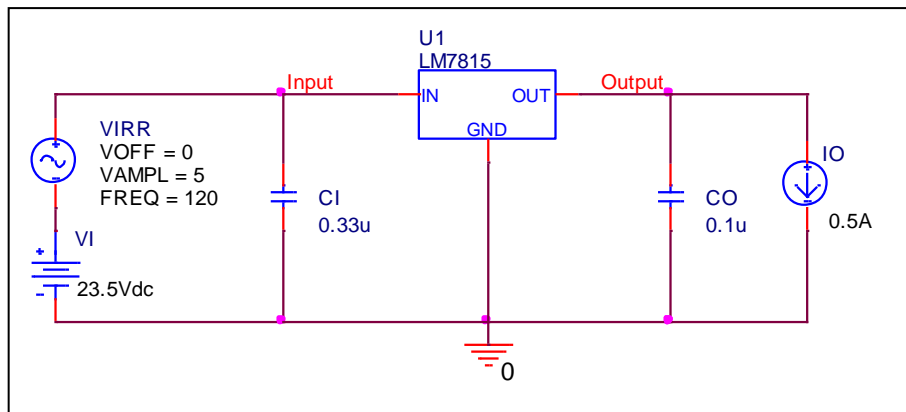 U1
LM7815
Input
Output
IN
OUT
GND
VIRR
VOFF = 0
VAMPL = 5
FREQ = 120
IO
CI
0.33u
CO
0.1u
0.5A
VI
23.5Vdc
0